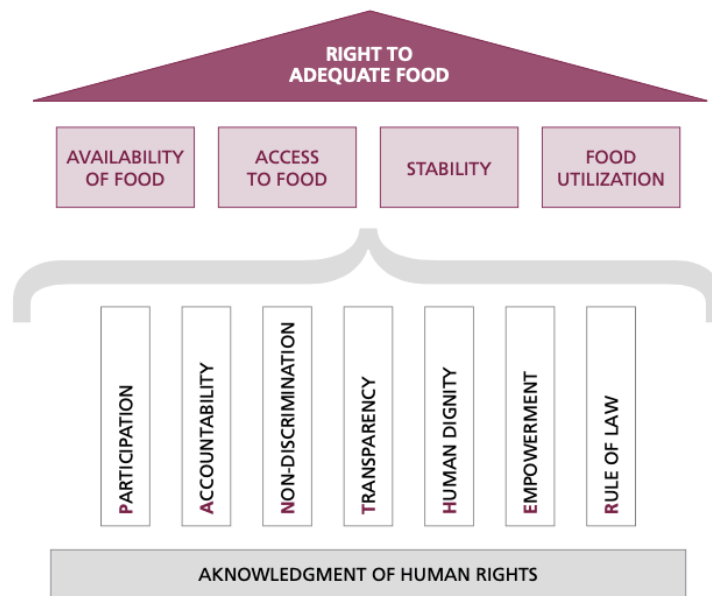 RIGHT TO
ADEQUATE FOOD
AVAILABILITY
OF FOOD
ACCESS
TO FOOD
STABILITY
FOOD
UTILIZATION
PARTICIPATION
ACCOUNTABILITY
NON-DISCRIMINATION
TRANSPARENCY
HUMAN DIGNITY
EMPOWERMENT
RULE OF LAW
AKNOWLEDGMENT OF HUMAN RIGHTS